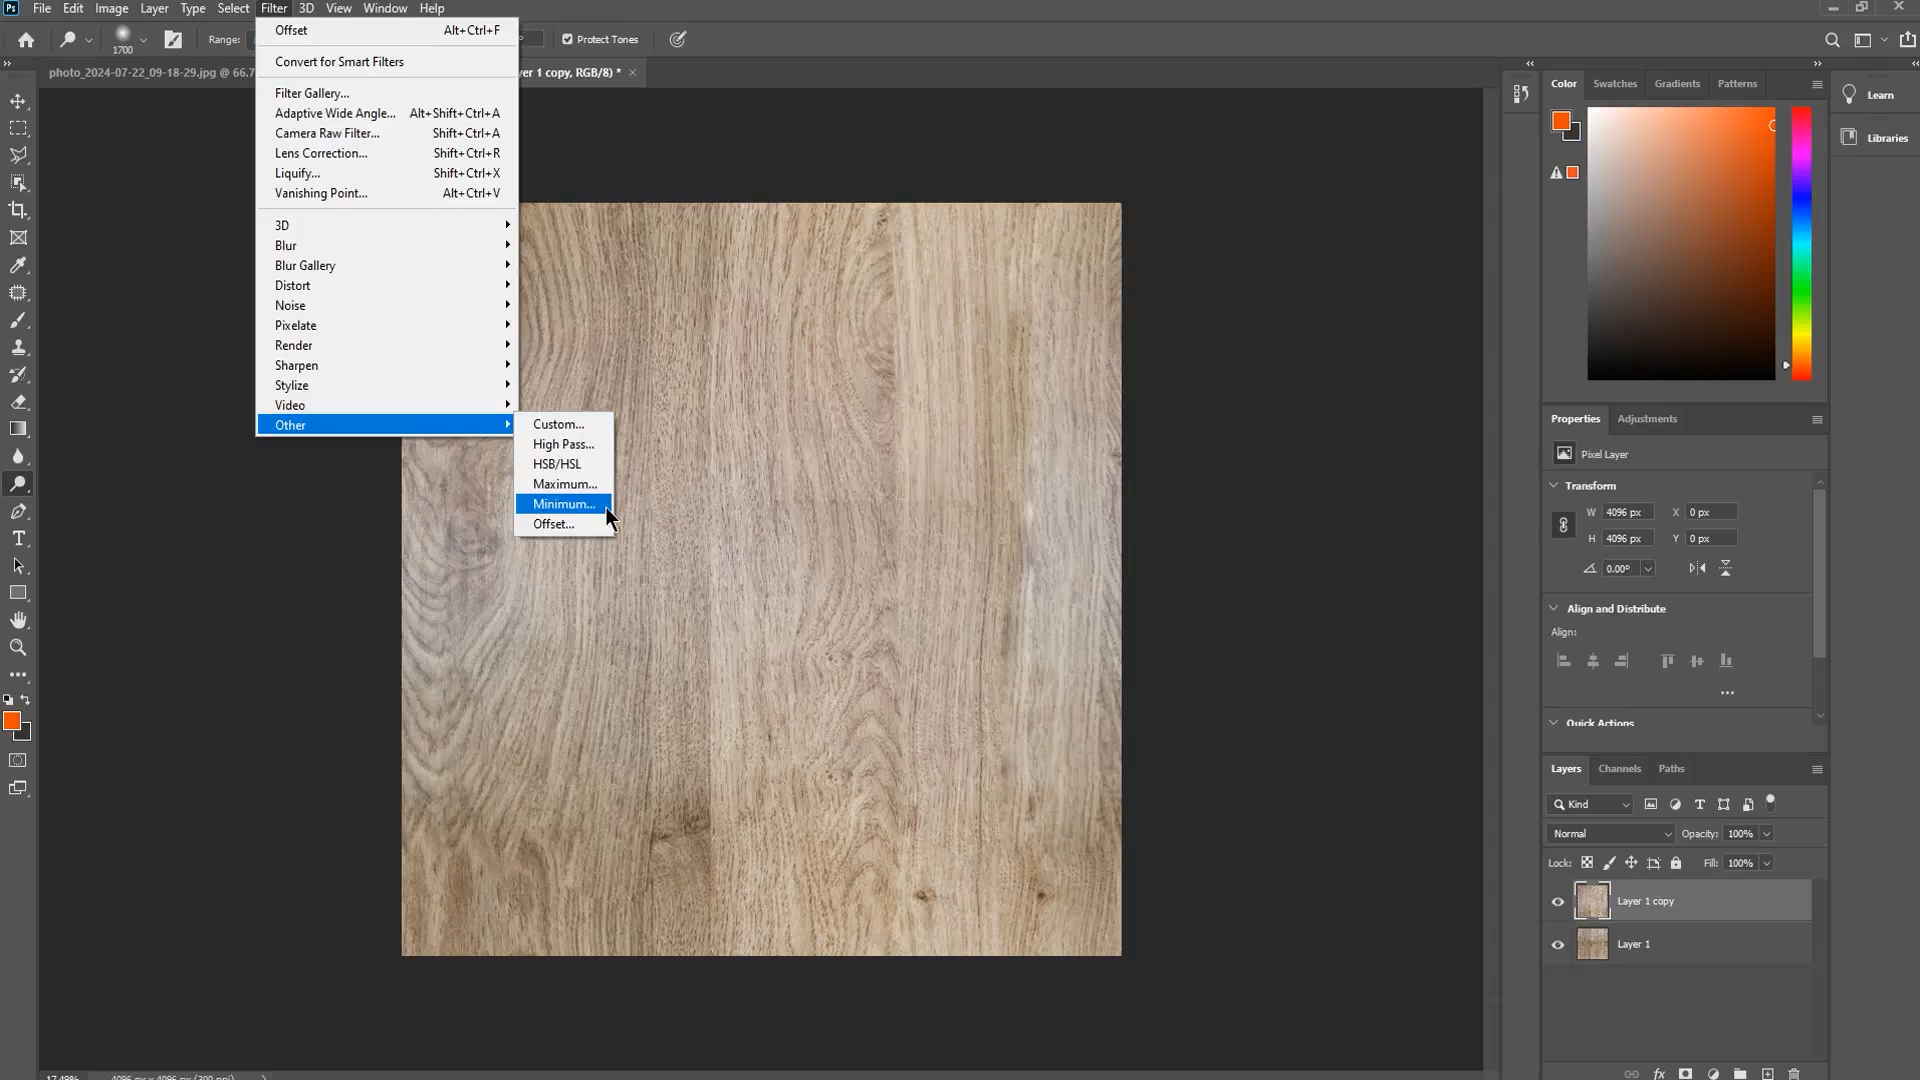 Ps File Edit Image Layer Type Select Filter 3D View Window Help
1700 Range: Protect Tones
photo_2024-07-22_09-18-29.jpg @ 66.7
yer 1 copy, RGB/8) *
Offset Alt+Ctrl+F
Convert for Smart Filters
Filter Gallery...
Adaptive Wide Angle... Alt+Shift+Ctrl+A
Camera Raw Filter... Shift+Ctrl+A
Lens Correction... Shift+Ctrl+R
Liquify... Shift+Ctrl+X
Vanishing Point... Alt+Ctrl+V
3D
Blur
Blur Gallery
Distort
Noise
Pixelate
Render
Sharpen
Stylize
Video
Other
Custom...
High Pass...
HSB/HSL
Maximum...
Minimum...
Offset...
Color Swatches Gradients Patterns
Learn
Libraries
Properties Adjustments
Pixel Layer
Transform
W 4096 px X 0 px
H 4096 px Y 0 px
0.00°
Align and Distribute
Align:
Quick Actions
Layers Channels Paths
Kind
Normal Opacity: 100%
Lock: Fill: 100%
Layer 1 copy
Layer 1
fx
17.49% 4096 px x 4096 px (300 ppi)